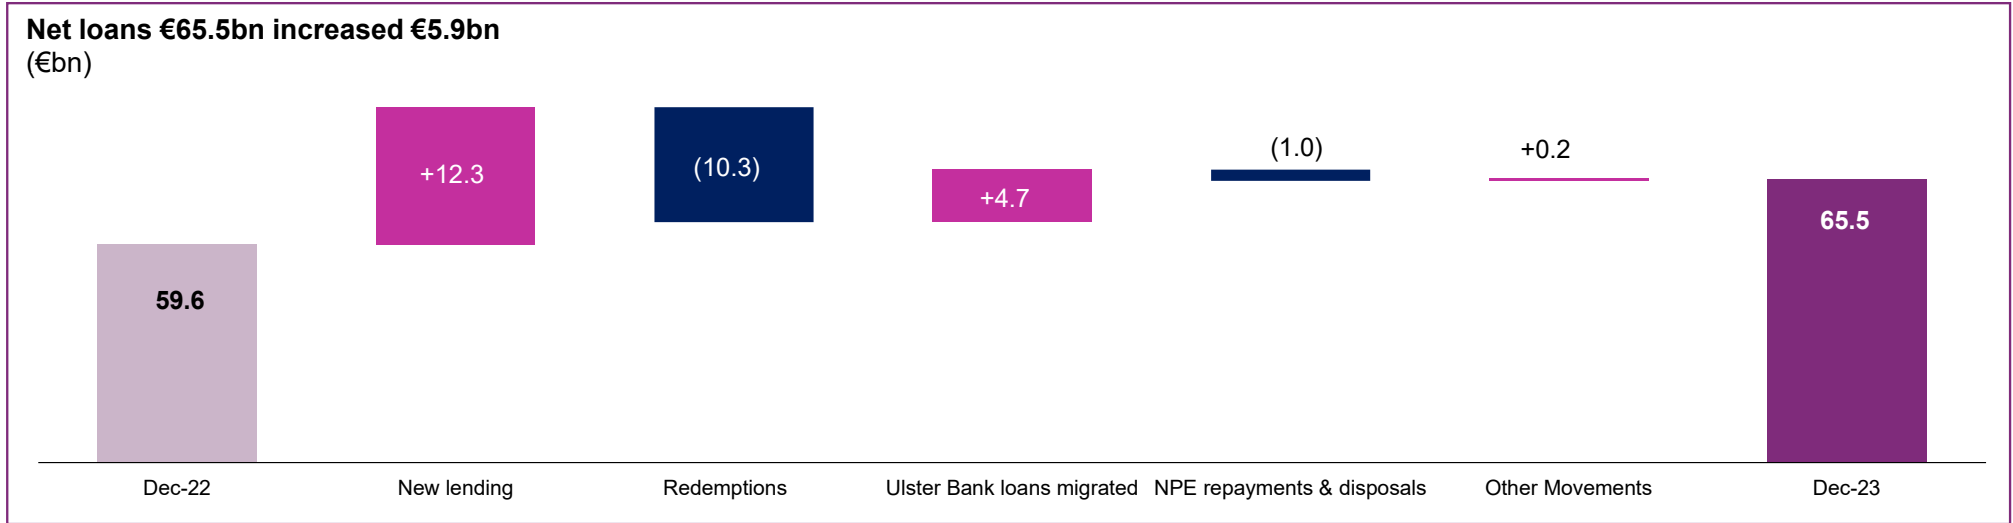 Net loans €65.5bn increased €5.9bn
(€bn)
59.6
+12.3
(10.3)
+4.7
(1.0)
+0.2
65.5
Dec-22
New lending
Redemptions
Ulster Bank loans migrated
NPE repayments & disposals
Other Movements
Dec-23